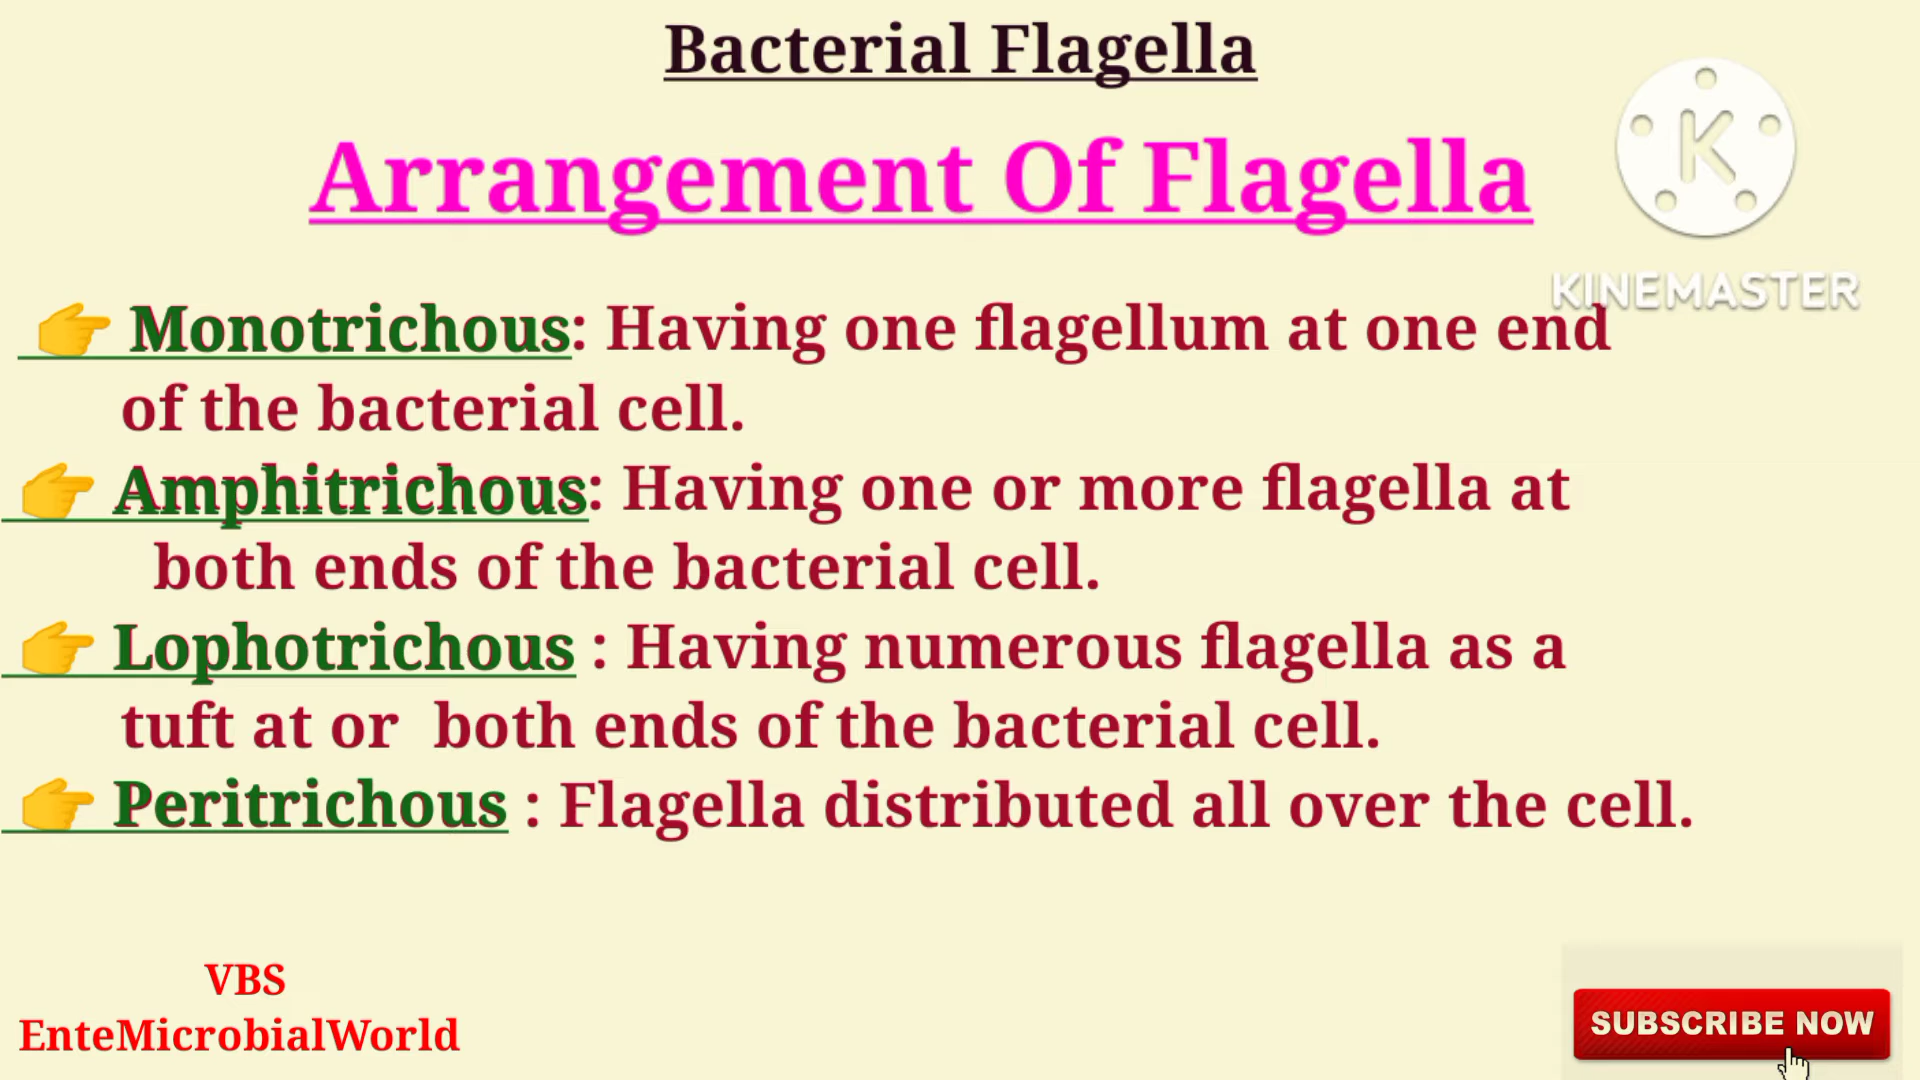 Bacterial Flagella
Arrangement Of Flagella
K
KINEMASTER
👉 Monotrichous: Having one flagellum at one end
of the bacterial cell.
👉 Amphitrichous: Having one or more flagella at
both ends of the bacterial cell.
👉 Lophotrichous : Having numerous flagella as a
tuft at or both ends of the bacterial cell.
👉 Peritrichous : Flagella distributed all over the cell.
VBS
EnteMicrobialWorld
SUBSCRIBE NOW